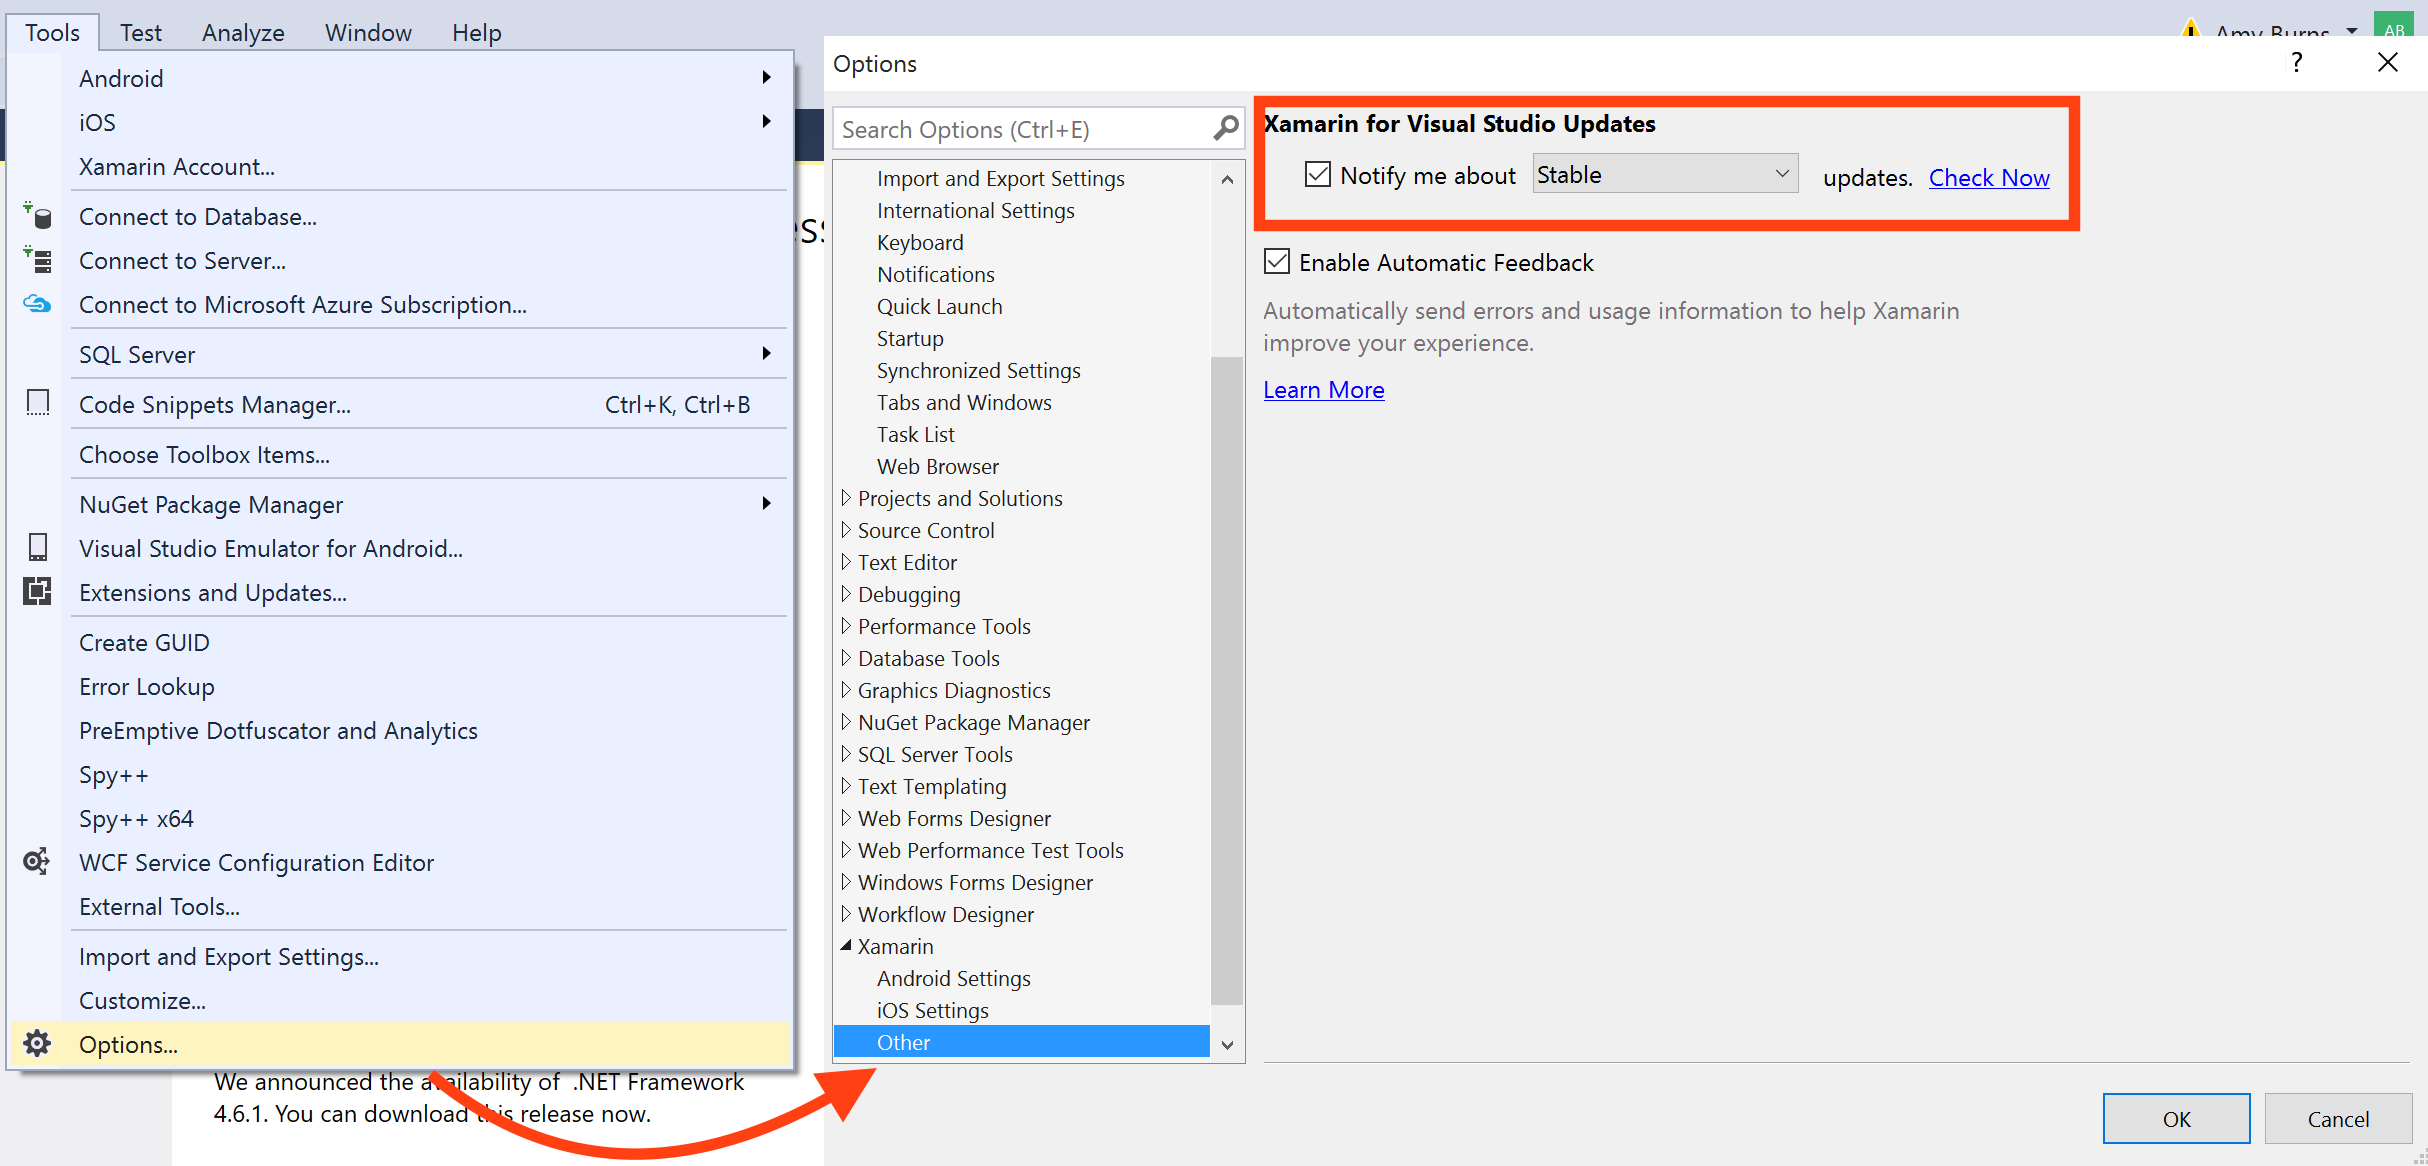 Tools Test Analyze Window Help
Android
iOS
Xamarin Account...
Connect to Database...
Connect to Server...
Connect to Microsoft Azure Subscription...
SQL Server
Code Snippets Manager... Ctrl+K, Ctrl+B
Choose Toolbox Items...
NuGet Package Manager
Visual Studio Emulator for Android...
Extensions and Updates...
Create GUID
Error Lookup
PreEmptive Dotfuscator and Analytics
Spy++
Spy++ x64
WCF Service Configuration Editor
External Tools...
Import and Export Settings...
Customize...
Options...
We announced the availability of .NET Framework
4.6.1. You can download this release now.
Amy Burns AB
Options ?
Search Options (Ctrl+E)
Import and Export Settings
International Settings
Keyboard
Notifications
Quick Launch
Startup
Synchronized Settings
Tabs and Windows
Task List
Web Browser
Projects and Solutions
Source Control
Text Editor
Debugging
Performance Tools
Database Tools
Graphics Diagnostics
NuGet Package Manager
SQL Server Tools
Text Templating
Web Forms Designer
Web Performance Test Tools
Windows Forms Designer
Workflow Designer
Xamarin
Android Settings
iOS Settings
Other
Xamarin for Visual Studio Updates
Notify me about Stable updates. Check Now
Enable Automatic Feedback
Automatically send errors and usage information to help Xamarin
improve your experience.
Learn More
OK Cancel